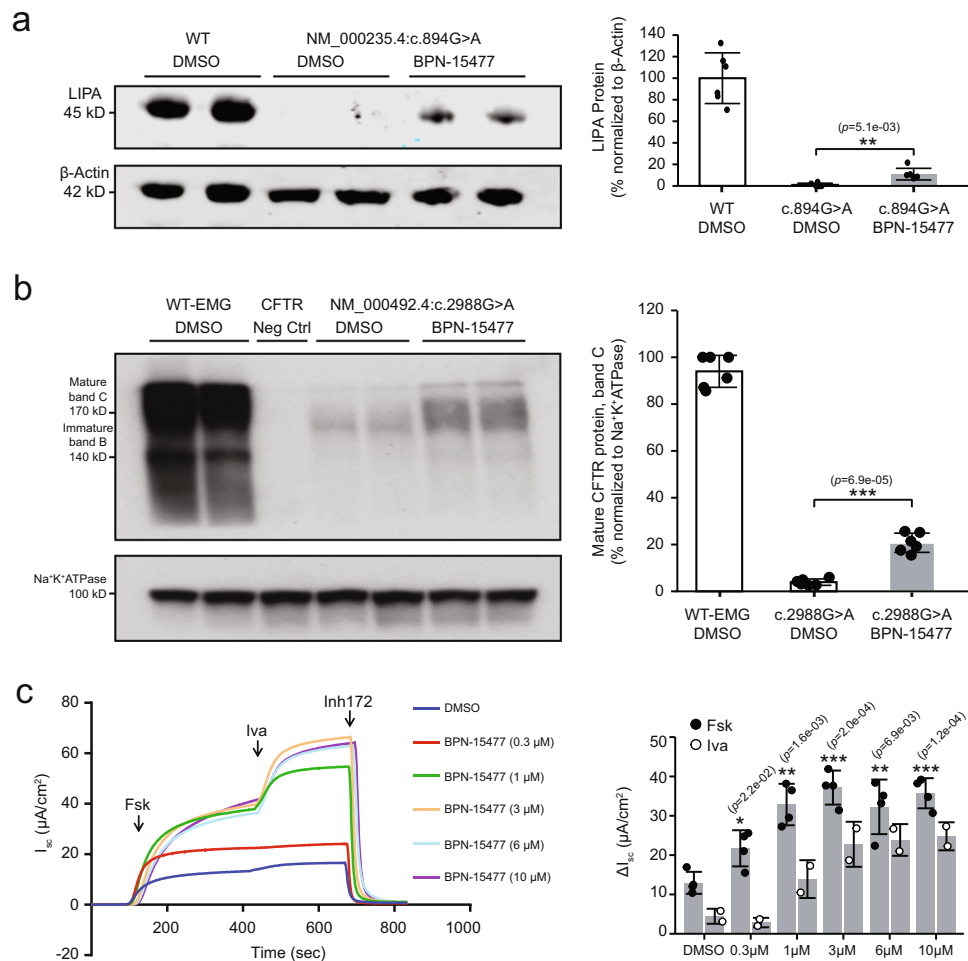 a
WT
DMSO
NM_000235.4:c.894G>A
DMSO
BPN-15477
LIPA
45 kD
β-Actin
42 kD
LIPA Protein
(% normalized to β-Actin)
140
120
100
80
60
40
20
0
(p=5.1e-03)
**
WT
DMSO
c.894G>A
DMSO
c.894G>A
BPN-15477
b
WT-EMG
DMSO
CFTR
Neg Ctrl
NM_000492.4:c.2988G>A
DMSO
BPN-15477
Mature
band C
170 kD
Immature
band B
140 kD
Na⁺K⁺ATPase
100 kD
Mature CFTR protein, band C
(% normalized to Na⁺K⁺ATPase)
120
100
80
60
40
20
0
(p=6.9e-05)
***
WT-EMG
DMSO
c.2988G>A
DMSO
c.2988G>A
BPN-15477
c
Isc (µA/cm²)
80
60
40
20
0
-20
Fsk
Iva
Inh172
0
200
400
600
800
1000
Time (sec)
DMSO
BPN-15477 (0.3 µM)
BPN-15477 (1 µM)
BPN-15477 (3 µM)
BPN-15477 (6 µM)
BPN-15477 (10 µM)
Fsk
Iva
ΔIsc (µA/cm²)
50
40
30
20
10
0
(p=2.2e-02)
*
(p=1.6e-03)
**
(p=2.0e-04)
***
(p=6.9e-03)
**
(p=1.2e-04)
***
DMSO
0.3µM
1µM
3µM
6µM
10µM